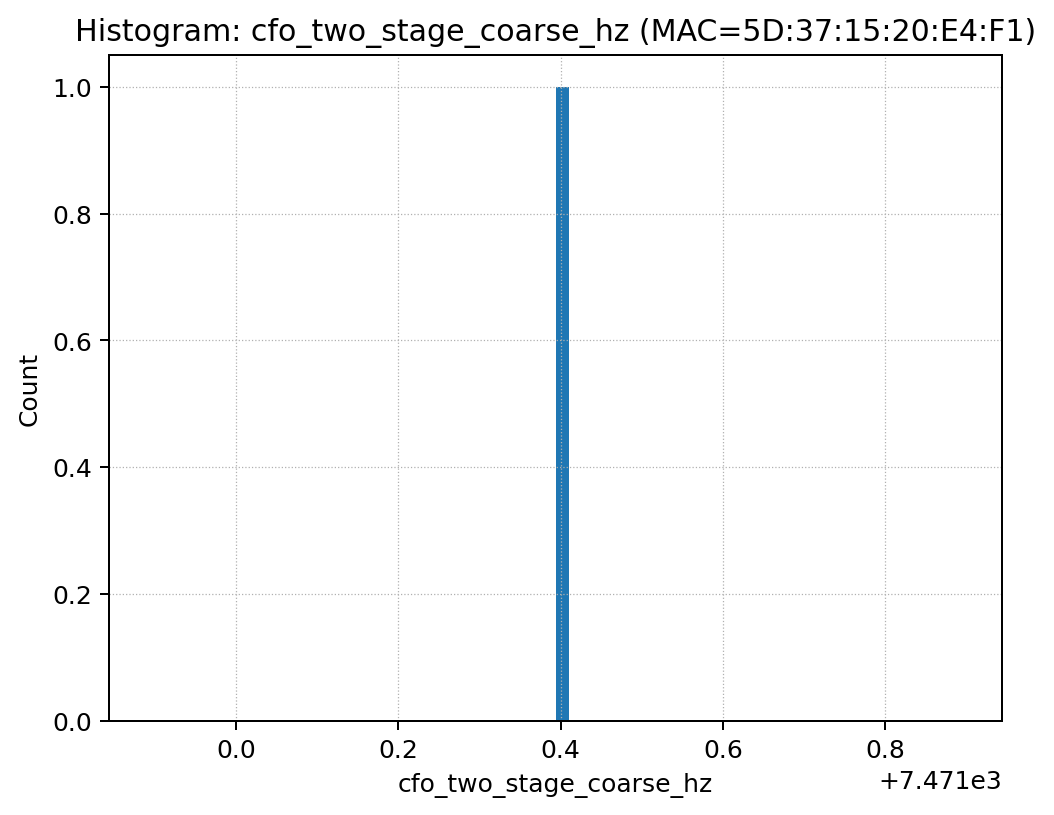 Histogram: cfo_two_stage_coarse_hz (MAC=5D:37:15:20:E4:F1)
1.0
0.8
0.6
0.4
0.2
0.0
Count
0.0 0.2 0.4 0.6 0.8
cfo_two_stage_coarse_hz
+7.471e3